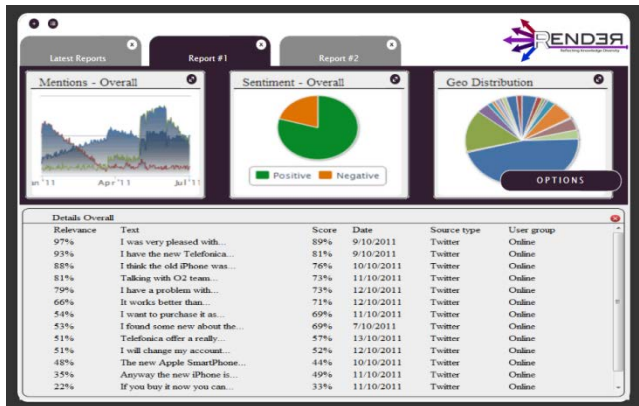 RENDER
Reflecting Knowledge Diversity
Latest Reports
Report #1
Report #2
Mentions - Overall
Sentiment - Overall
Geo Distribution
Positive Negative
Apr'11 Jul'11
OPTIONS
Details Overall
Relevance Text Score Date Source type User group
97% I was very pleased with... 89% 9/10/2011 Twitter Online
93% I have the new Telefonica... 81% 9/10/2011 Twitter Online
88% I think the old iPhone was... 76% 10/10/2011 Twitter Online
81% Talking with O2 team... 73% 11/10/2011 Twitter Online
79% I have a problem with... 73% 12/10/2011 Twitter Online
66% It works better than... 71% 12/10/2011 Twitter Online
54% I want to purchase it as... 69% 11/10/2011 Twitter Online
53% I found some new about the... 69% 7/10/2011 Twitter Online
51% Telefonica offer a really... 57% 13/10/2011 Twitter Online
51% I will change my account... 52% 12/10/2011 Twitter Online
48% The new Apple SmartPhone... 44% 10/10/2011 Twitter Online
35% Anyway the new iPhone is... 49% 11/10/2011 Twitter Online
22% If you buy it now you can... 33% 11/10/2011 Twitter Online